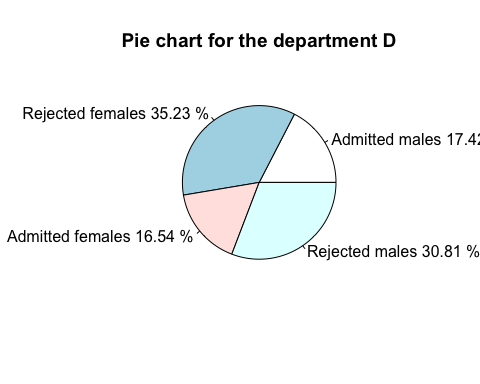 Pie chart for the department D
Rejected females 35.23 %
Admitted males 17.42
Admitted females 16.54 %
Rejected males 30.81 %